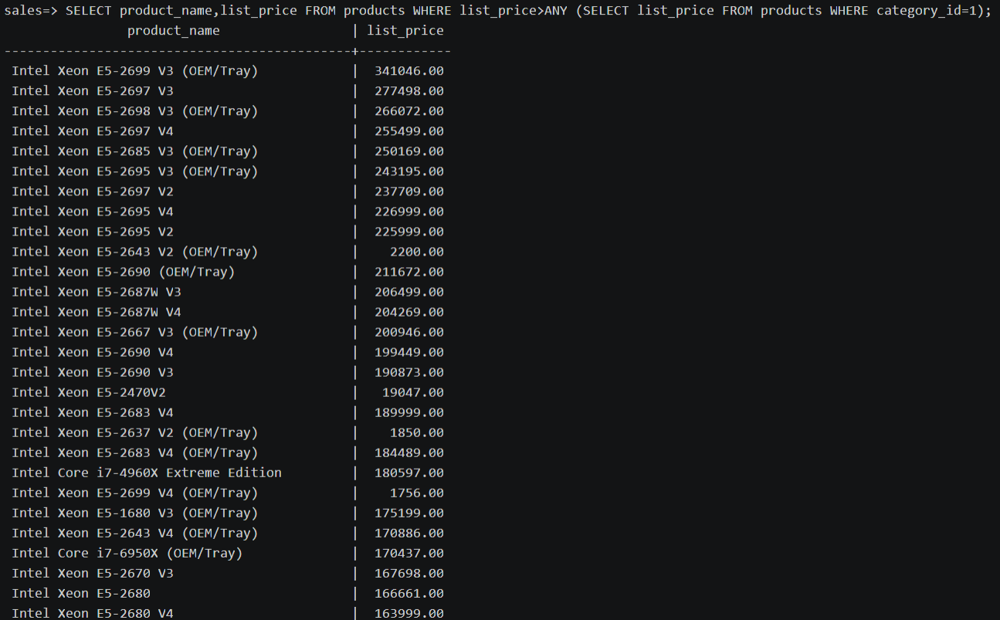 sales=> SELECT product_name,list_price FROM products WHERE list_price>ANY (SELECT list_price FROM products WHERE category_id=1);
product_name | list_price
---------------------------------------------+------------
Intel Xeon E5-2699 V3 (OEM/Tray) | 341046.00
Intel Xeon E5-2697 V3 | 277498.00
Intel Xeon E5-2698 V3 (OEM/Tray) | 266072.00
Intel Xeon E5-2697 V4 | 255499.00
Intel Xeon E5-2685 V3 (OEM/Tray) | 250169.00
Intel Xeon E5-2695 V3 (OEM/Tray) | 243195.00
Intel Xeon E5-2697 V2 | 237709.00
Intel Xeon E5-2695 V4 | 226999.00
Intel Xeon E5-2695 V2 | 225999.00
Intel Xeon E5-2643 V2 (OEM/Tray) | 2200.00
Intel Xeon E5-2690 (OEM/Tray) | 211672.00
Intel Xeon E5-2687W V3 | 206499.00
Intel Xeon E5-2687W V4 | 204269.00
Intel Xeon E5-2667 V3 (OEM/Tray) | 200946.00
Intel Xeon E5-2690 V4 | 199449.00
Intel Xeon E5-2690 V3 | 190873.00
Intel Xeon E5-2470V2 | 19047.00
Intel Xeon E5-2683 V4 | 189999.00
Intel Xeon E5-2637 V2 (OEM/Tray) | 1850.00
Intel Xeon E5-2683 V4 (OEM/Tray) | 184489.00
Intel Core i7-4960X Extreme Edition | 180597.00
Intel Xeon E5-2699 V4 (OEM/Tray) | 1756.00
Intel Xeon E5-1680 V3 (OEM/Tray) | 175199.00
Intel Xeon E5-2643 V4 (OEM/Tray) | 170886.00
Intel Core i7-6950X (OEM/Tray) | 170437.00
Intel Xeon E5-2670 V3 | 167698.00
Intel Xeon E5-2680 | 166661.00
Intel Xeon E5-2680 V4 | 163999.00